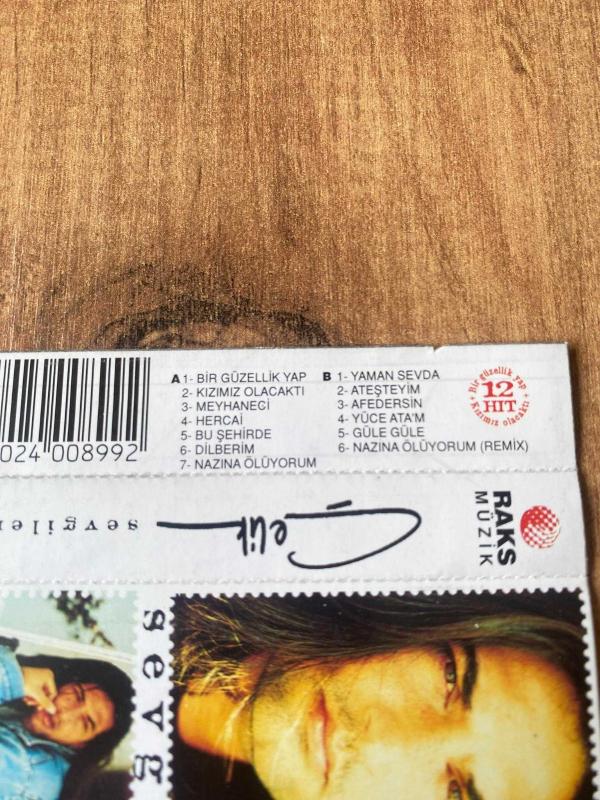 A 1- BİR GÜZELLİK YAP
2- KIZIMIZ OLACAKTI
3- MEYHANECİ
4- HERCAİ
5- BU ŞEHİRDE
6- DİLBERİM
7- NAZINA ÖLÜYORUM
B 1- YAMAN SEVDA
2- ATEŞTEYİM
3- AFEDERSİN
4- YÜCE ATA'M
5- GÜLE GÜLE
6- NAZINA ÖLÜYORUM (REMIX)
Bir güzellik yap
12
HIT
Kızımız olacaktı
024 008992
RAKS
MÜZİK
Çelik
sevgiler
sevg